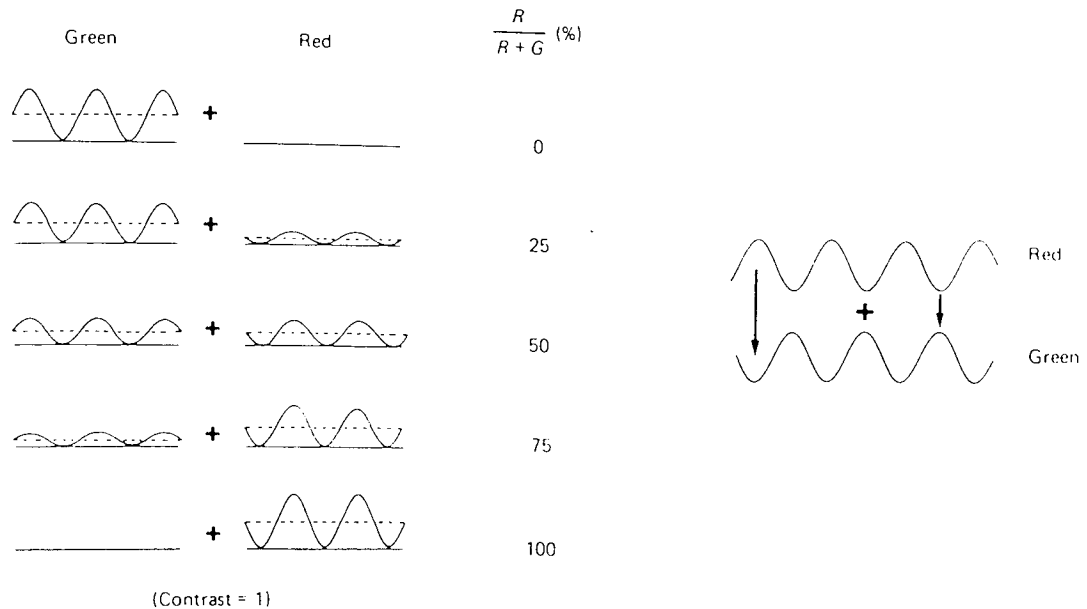 Green
Red
R
R + G
(%)
+
0
+
25
+
50
+
75
+
100
(Contrast = 1)
Red
+
Green